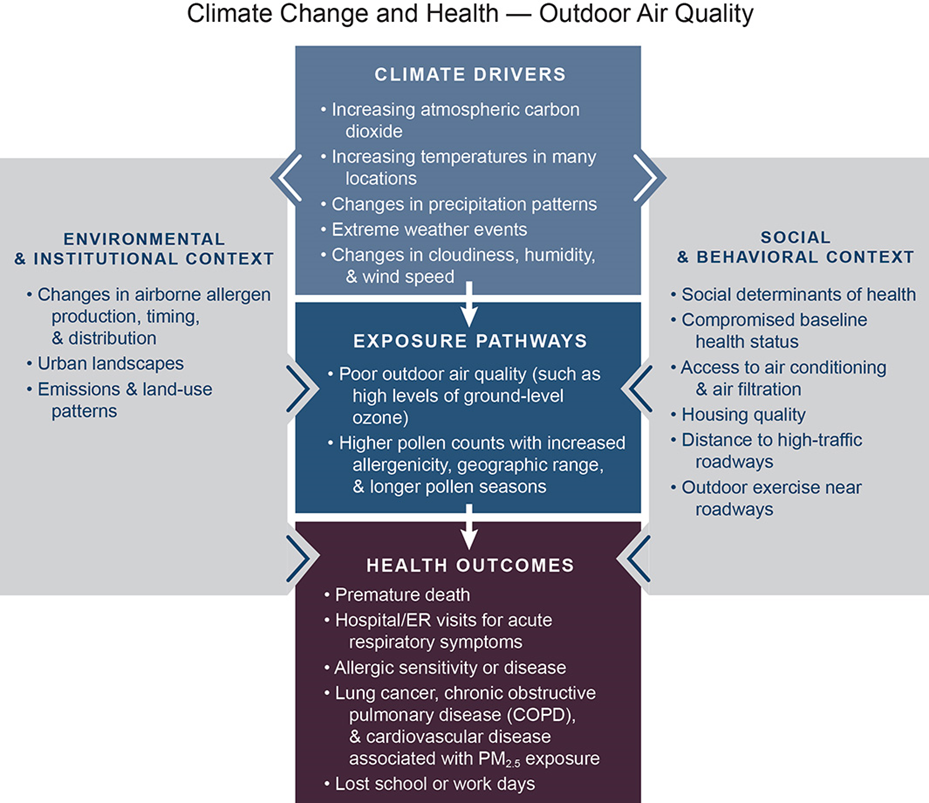 Climate Change and Health — Outdoor Air Quality
CLIMATE DRIVERS
• Increasing atmospheric carbon
dioxide
• Increasing temperatures in many
locations
• Changes in precipitation patterns
• Extreme weather events
• Changes in cloudiness, humidity,
& wind speed
ENVIRONMENTAL
& INSTITUTIONAL CONTEXT
• Changes in airborne allergen
production, timing,
& distribution
• Urban landscapes
• Emissions & land-use
patterns
EXPOSURE PATHWAYS
• Poor outdoor air quality (such as
high levels of ground-level
ozone)
• Higher pollen counts with increased
allergenicity, geographic range,
& longer pollen seasons
SOCIAL
& BEHAVIORAL CONTEXT
• Social determinants of health
• Compromised baseline
health status
• Access to air conditioning
& air filtration
• Housing quality
• Distance to high-traffic
roadways
• Outdoor exercise near
roadways
HEALTH OUTCOMES
• Premature death
• Hospital/ER visits for acute
respiratory symptoms
• Allergic sensitivity or disease
• Lung cancer, chronic obstructive
pulmonary disease (COPD),
& cardiovascular disease
associated with PM2.5 exposure
• Lost school or work days